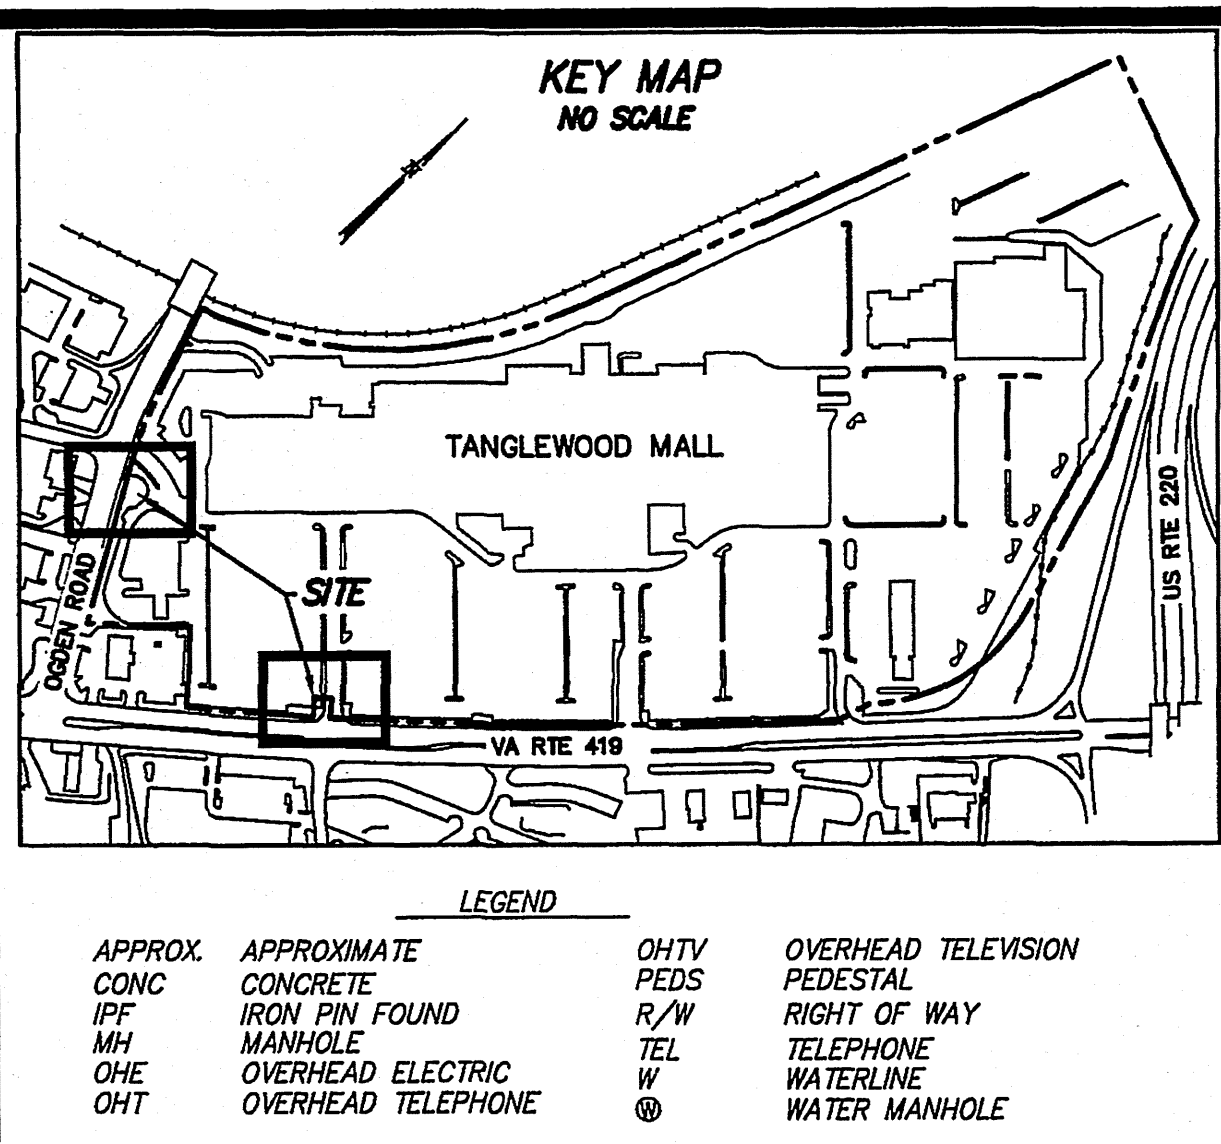 KEY MAP
NO SCALE
TANGLEWOOD MALL
US RTE 220
SITE
OGDEN ROAD
VA RTE 419
LEGEND
APPROX. APPROXIMATE
CONC CONCRETE
IPF IRON PIN FOUND
MH MANHOLE
OHE OVERHEAD ELECTRIC
OHT OVERHEAD TELEPHONE
OHTV OVERHEAD TELEVISION
PEDS PEDESTAL
R/W RIGHT OF WAY
TEL TELEPHONE
W WATERLINE
Ⓦ WATER MANHOLE